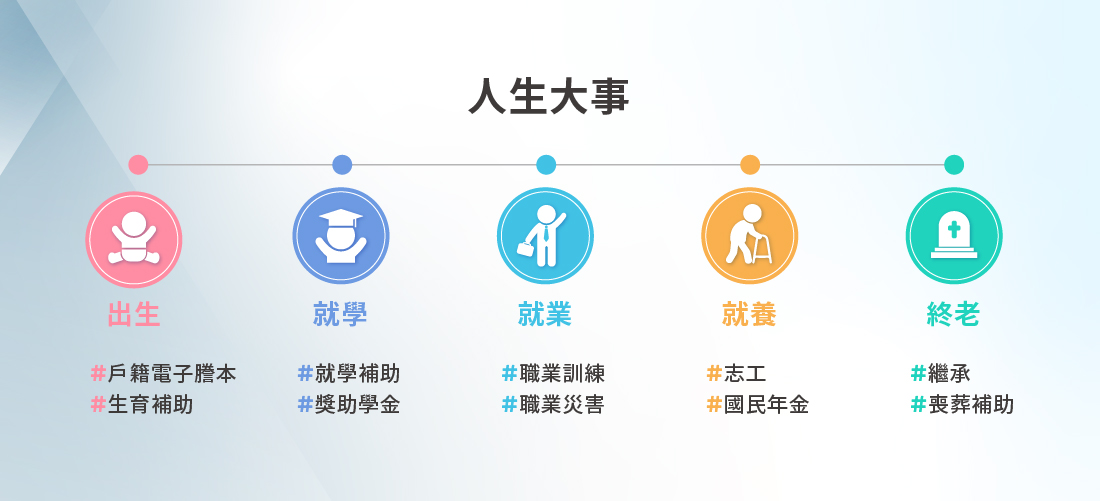 人生大事
出生
就學
就業
就養
終老
#戶籍電子謄本
#生育補助
#就學補助
#獎助學金
#職業訓練
#職業災害
#志工
#國民年金
#繼承
#喪葬補助